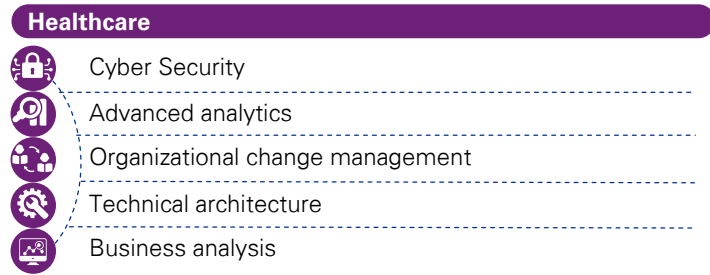 Healthcare
Cyber Security
Advanced analytics
Organizational change management
Technical architecture
Business analysis